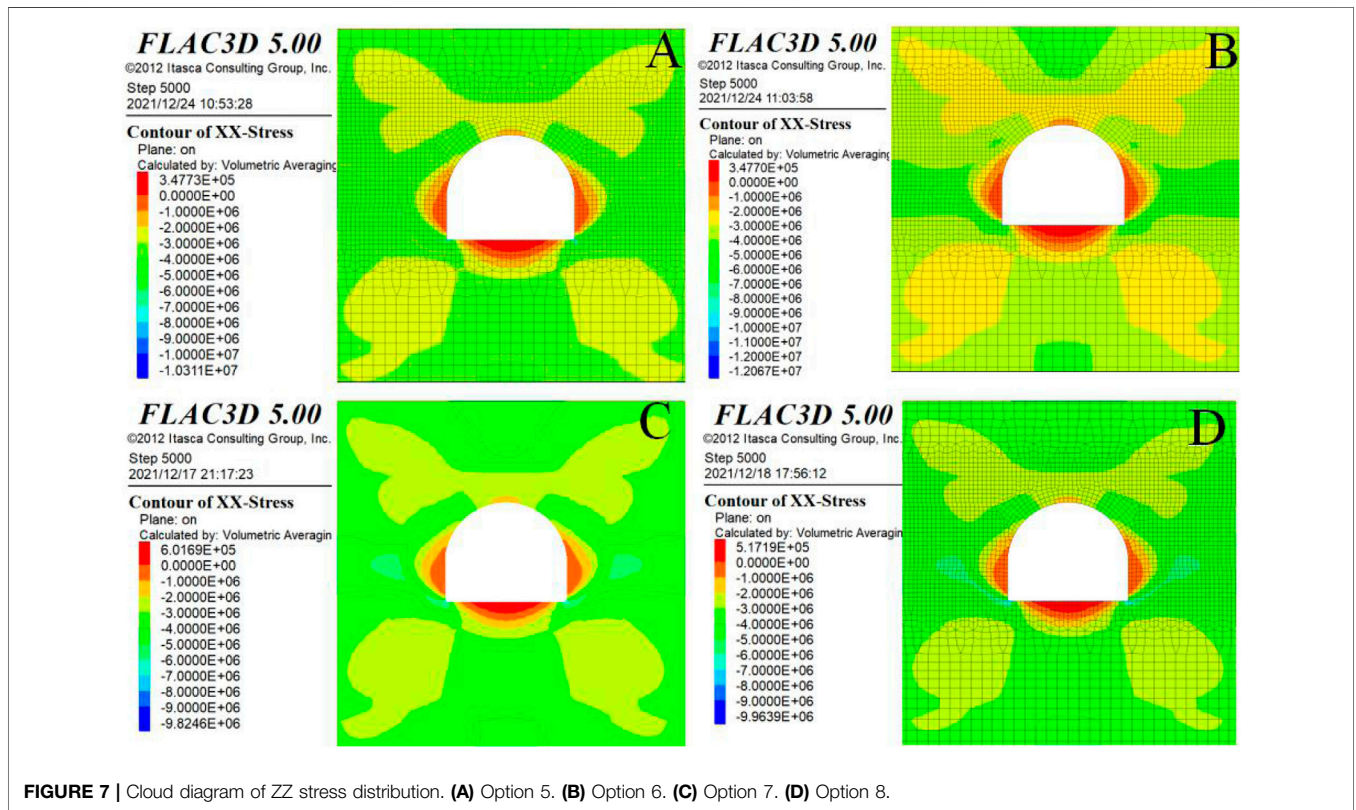 FLAC3D 5.00
©2012 Itasca Consulting Group, Inc.
Step 5000
2021/12/24 10:53:28
Contour of XX-Stress
Plane: on
Calculated by: Volumetric Averaging
3.4773E+05
0.0000E+00
-1.0000E+06
-2.0000E+06
-3.0000E+06
-4.0000E+06
-5.0000E+06
-6.0000E+06
-7.0000E+06
-8.0000E+06
-9.0000E+06
-1.0000E+07
-1.0311E+07
A
FLAC3D 5.00
©2012 Itasca Consulting Group, Inc.
Step 5000
2021/12/24 11:03:58
Contour of XX-Stress
Plane: on
Calculated by: Volumetric Averaging
3.4770E+05
0.0000E+00
-1.0000E+06
-2.0000E+06
-3.0000E+06
-4.0000E+06
-5.0000E+06
-6.0000E+06
-7.0000E+06
-8.0000E+06
-9.0000E+06
-1.0000E+07
-1.1000E+07
-1.2000E+07
-1.2067E+07
B
FLAC3D 5.00
©2012 Itasca Consulting Group, Inc.
Step 5000
2021/12/17 21:17:23
Contour of XX-Stress
Plane: on
Calculated by: Volumetric Averagin
6.0169E+05
0.0000E+00
-1.0000E+06
-2.0000E+06
-3.0000E+06
-4.0000E+06
-5.0000E+06
-6.0000E+06
-7.0000E+06
-8.0000E+06
-9.0000E+06
-9.8246E+06
C
FLAC3D 5.00
©2012 Itasca Consulting Group, Inc.
Step 5000
2021/12/18 17:56:12
Contour of XX-Stress
Plane: on
Calculated by: Volumetric Averagin
5.1719E+05
0.0000E+00
-1.0000E+06
-2.0000E+06
-3.0000E+06
-4.0000E+06
-5.0000E+06
-6.0000E+06
-7.0000E+06
-8.0000E+06
-9.0000E+06
-9.9639E+06
D
FIGURE 7 | Cloud diagram of ZZ stress distribution. (A) Option 5. (B) Option 6. (C) Option 7. (D) Option 8.